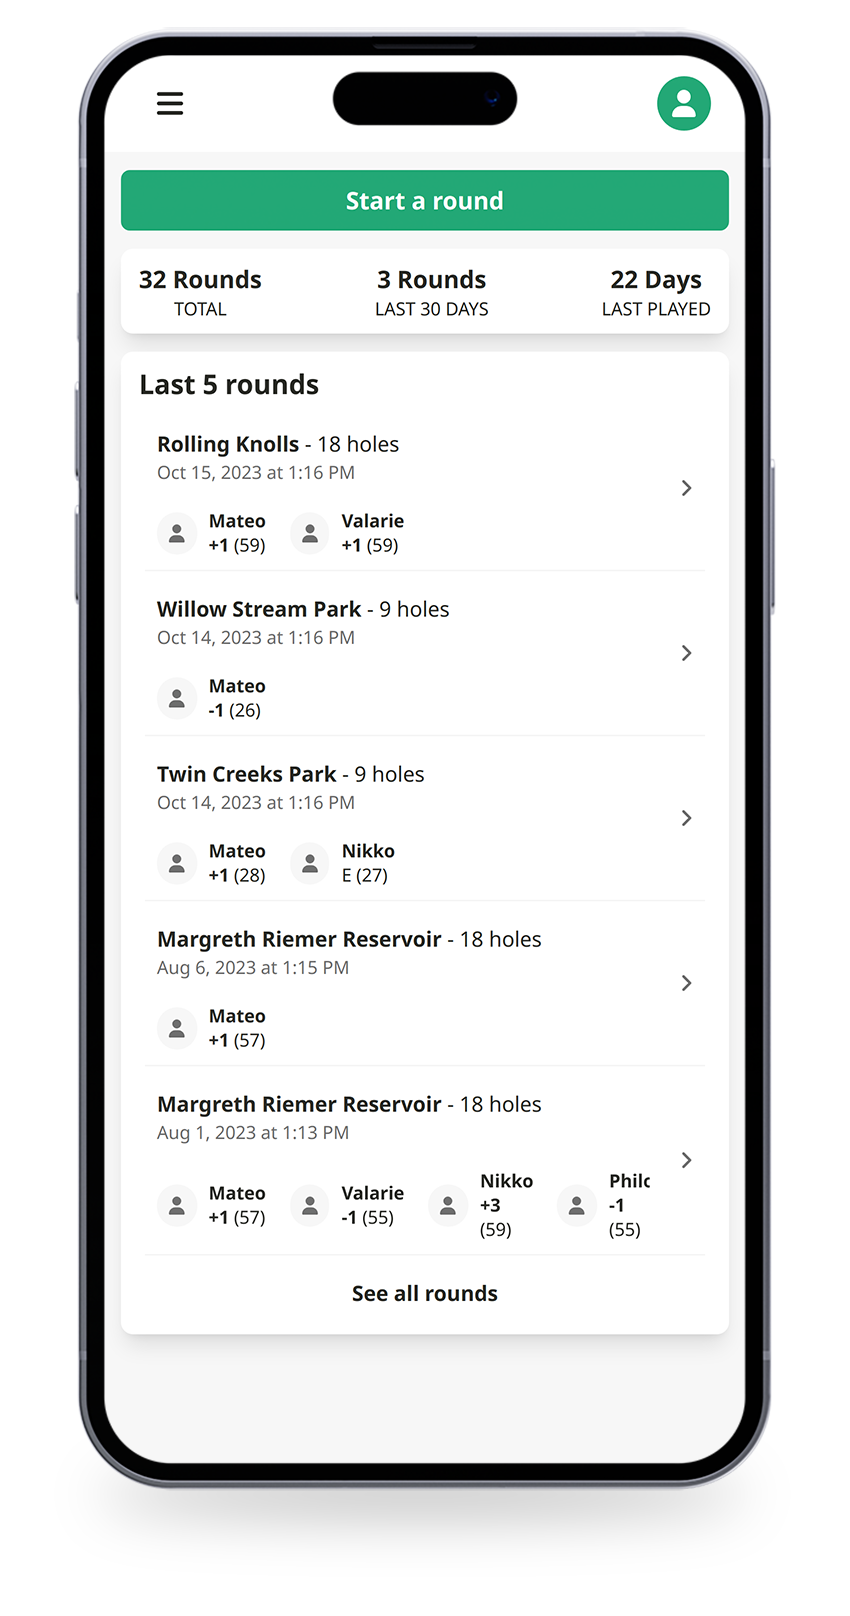 Start a round
32 Rounds
TOTAL
3 Rounds
LAST 30 DAYS
22 Days
LAST PLAYED
Last 5 rounds
Rolling Knolls - 18 holes
Oct 15, 2023 at 1:16 PM
Mateo
+1 (59)
Valarie
+1 (59)
Willow Stream Park - 9 holes
Oct 14, 2023 at 1:16 PM
Mateo
-1 (26)
Twin Creeks Park - 9 holes
Oct 14, 2023 at 1:16 PM
Mateo
+1 (28)
Nikko
E (27)
Margreth Riemer Reservoir - 18 holes
Aug 6, 2023 at 1:15 PM
Mateo
+1 (57)
Margreth Riemer Reservoir - 18 holes
Aug 1, 2023 at 1:13 PM
Mateo
+1 (57)
Valarie
-1 (55)
Nikko
+3
(59)
-1
(55)
See all rounds